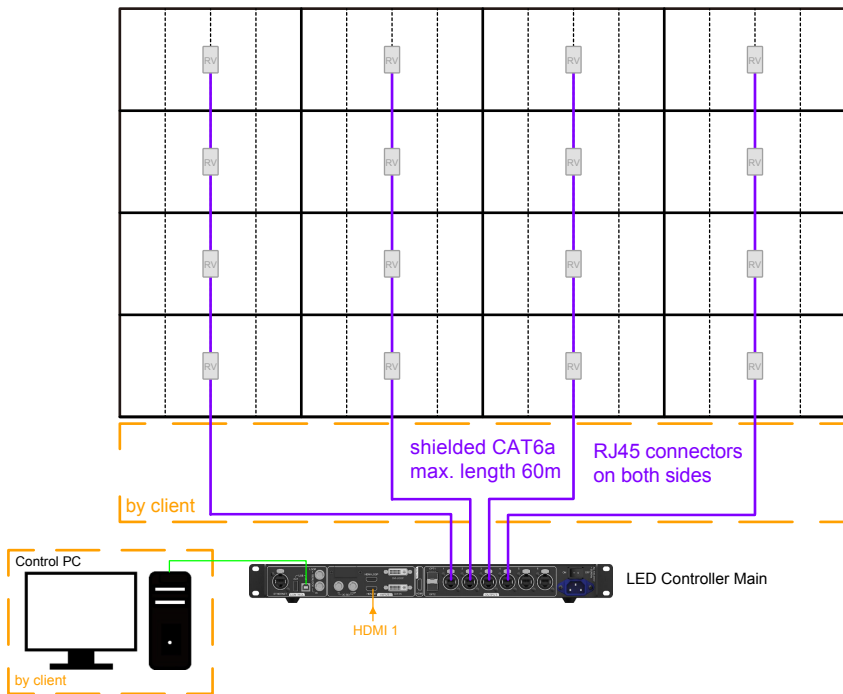 RV RV RV RV
RV RV RV RV
RV RV RV RV
RV RV RV RV
shielded CAT6a
max. length 60m
RJ45 connectors
on both sides
by client
Control PC
LED Controller Main
HDMI 1
by client